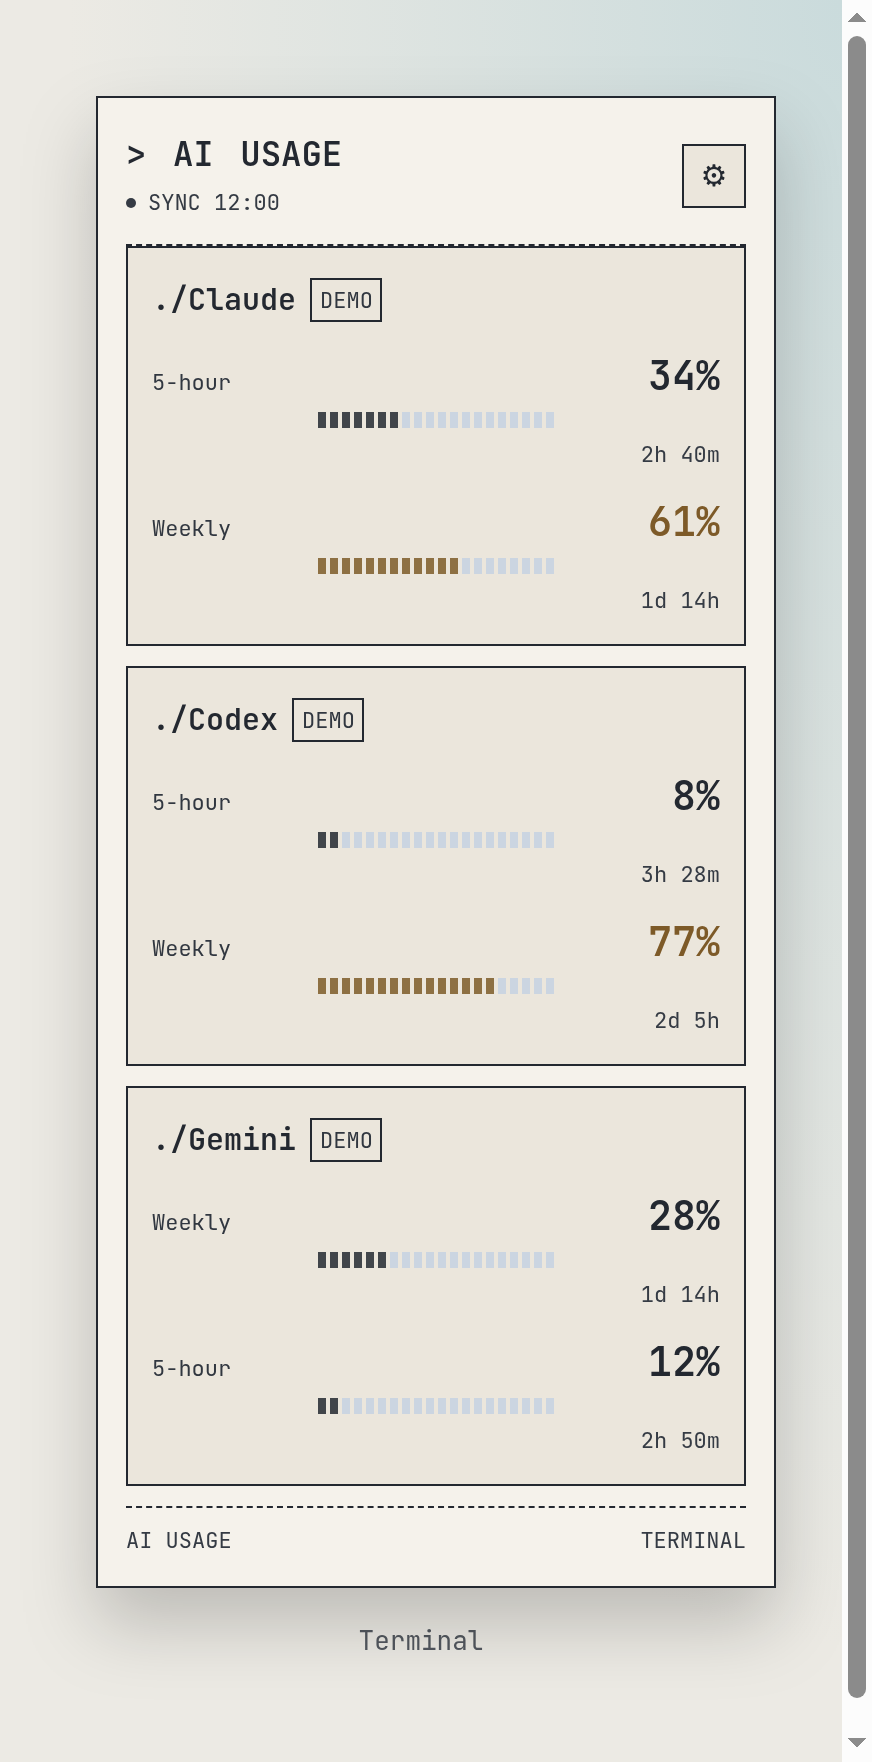 > AI USAGE
SYNC 12:00
./Claude DEMO
5-hour 34%
2h 40m
Weekly 61%
1d 14h
./Codex DEMO
5-hour 8%
3h 28m
Weekly 77%
2d 5h
./Gemini DEMO
Weekly 28%
1d 14h
5-hour 12%
2h 50m
AI USAGE TERMINAL
Terminal